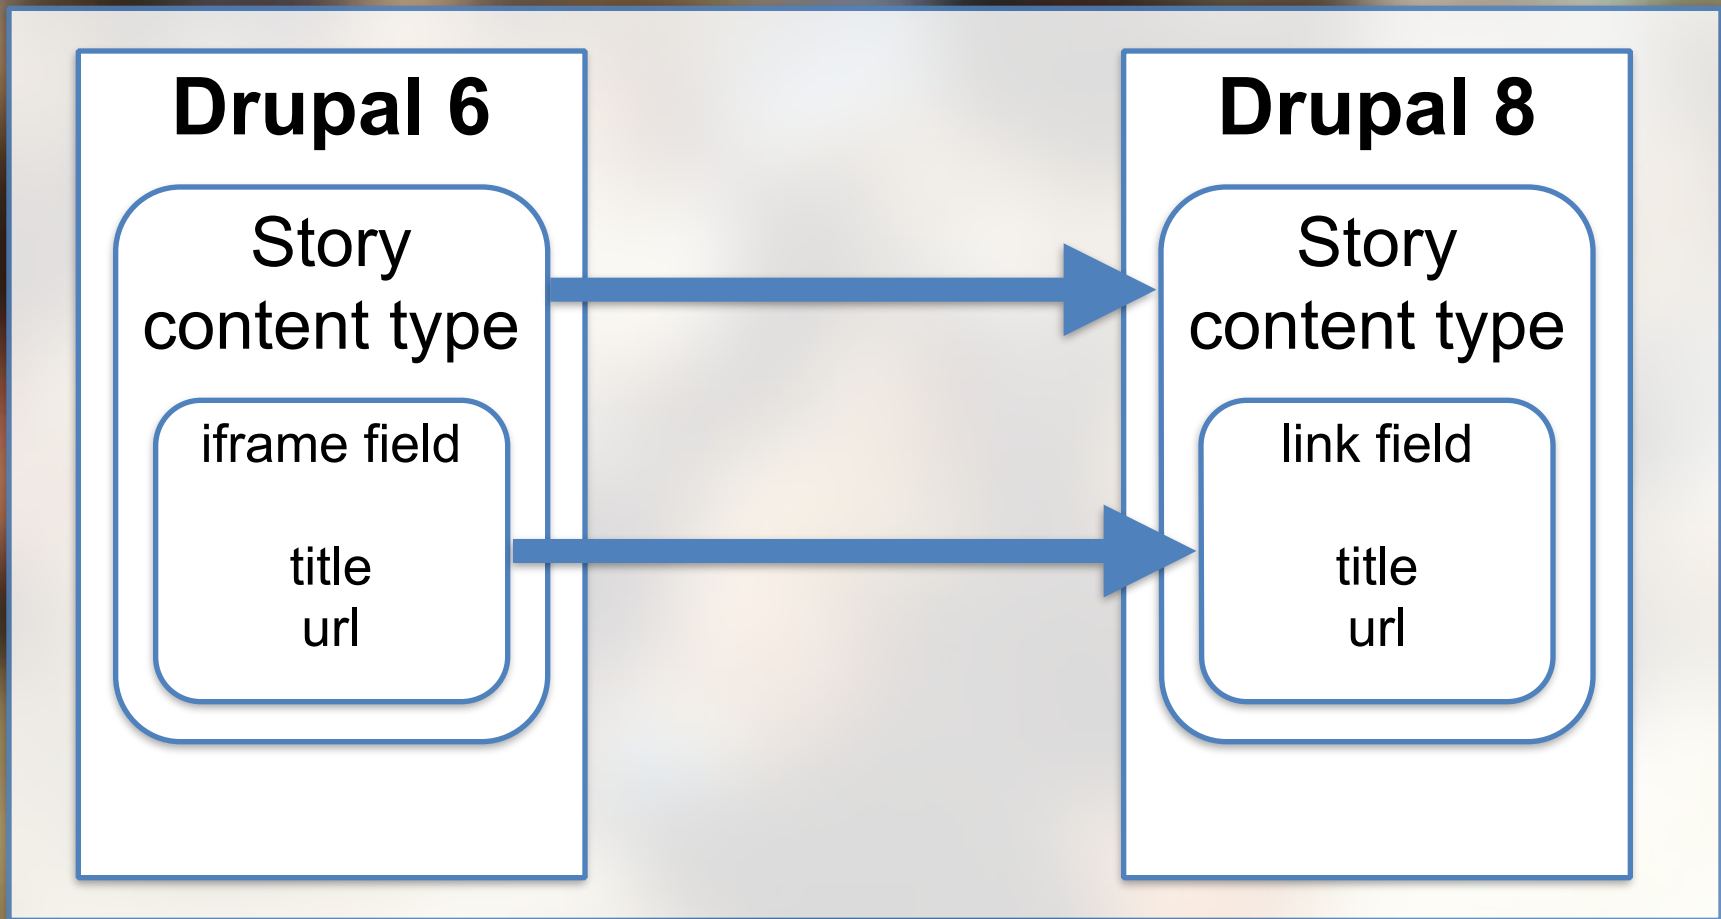 Drupal 6
Story
content type
iframe field
title
url
Drupal 8
Story
content type
link field
title
url